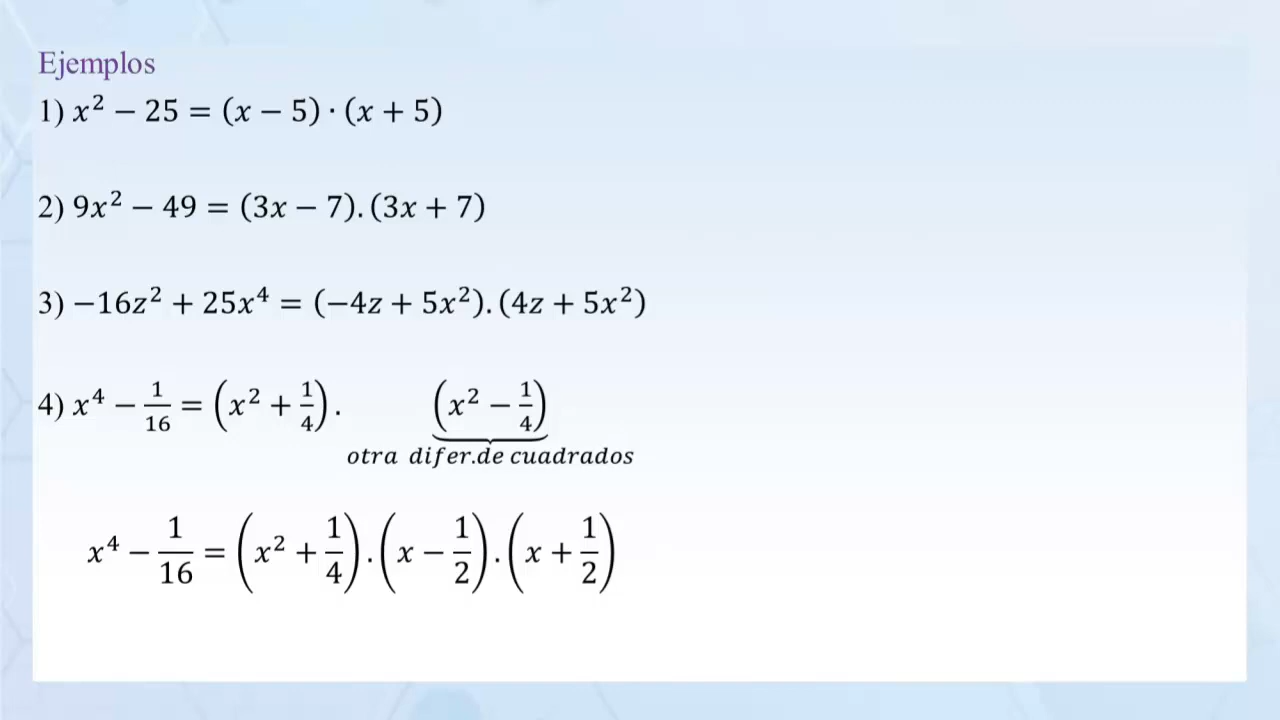 Ejemplos
1) x² − 25 = (x − 5) · (x + 5)
2) 9x² − 49 = (3x − 7). (3x + 7)
3) −16z² + 25x⁴ = (−4z + 5x²). (4z + 5x²)
4) x⁴ − 1/16 = (x² + 1/4). (x² − 1/4)
otra difer.de cuadrados
x⁴ − 1/16 = (x² + 1/4) . (x − 1/2) . (x + 1/2)